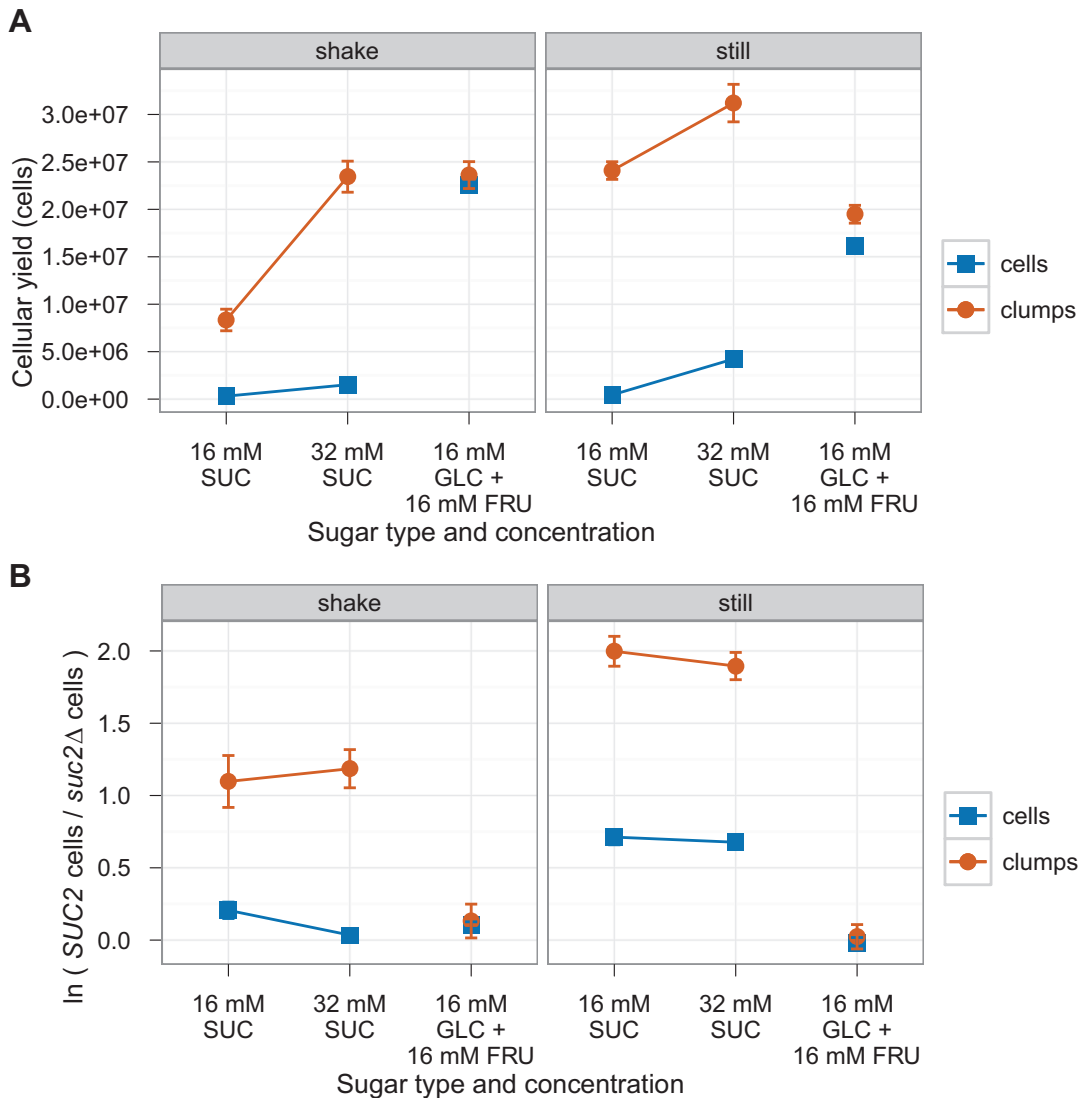 A
shake
still
Cellular yield (cells)
3.0e+07
2.5e+07
2.0e+07
1.5e+07
1.0e+07
5.0e+06
0.0e+00
16 mM
SUC
32 mM
SUC
16 mM
GLC +
16 mM FRU
16 mM
SUC
32 mM
SUC
16 mM
GLC +
16 mM FRU
Sugar type and concentration
cells
clumps
B
shake
still
ln ( SUC2 cells / suc2Δ cells )
2.0
1.5
1.0
0.5
0.0
16 mM
SUC
32 mM
SUC
16 mM
GLC +
16 mM FRU
16 mM
SUC
32 mM
SUC
16 mM
GLC +
16 mM FRU
Sugar type and concentration
cells
clumps